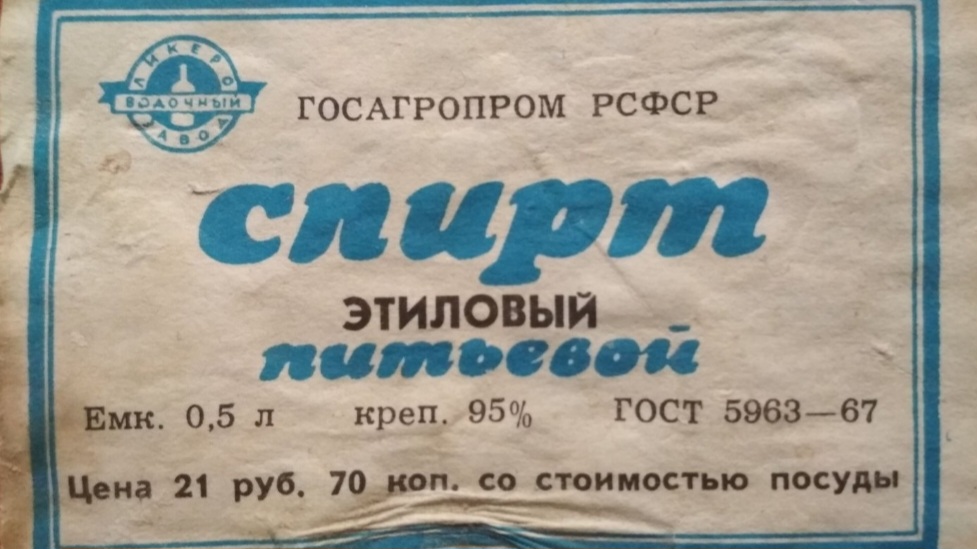 ЛИКЕРО
ВОДОЧНЫЙ
ЗАВОД
ГОСАГРОПРОМ РСФСР
спирт
ЭТИЛОВЫЙ
питьевой
Емк. 0,5 л креп. 95% ГОСТ 5963—67
Цена 21 руб. 70 коп. со стоимостью посуды